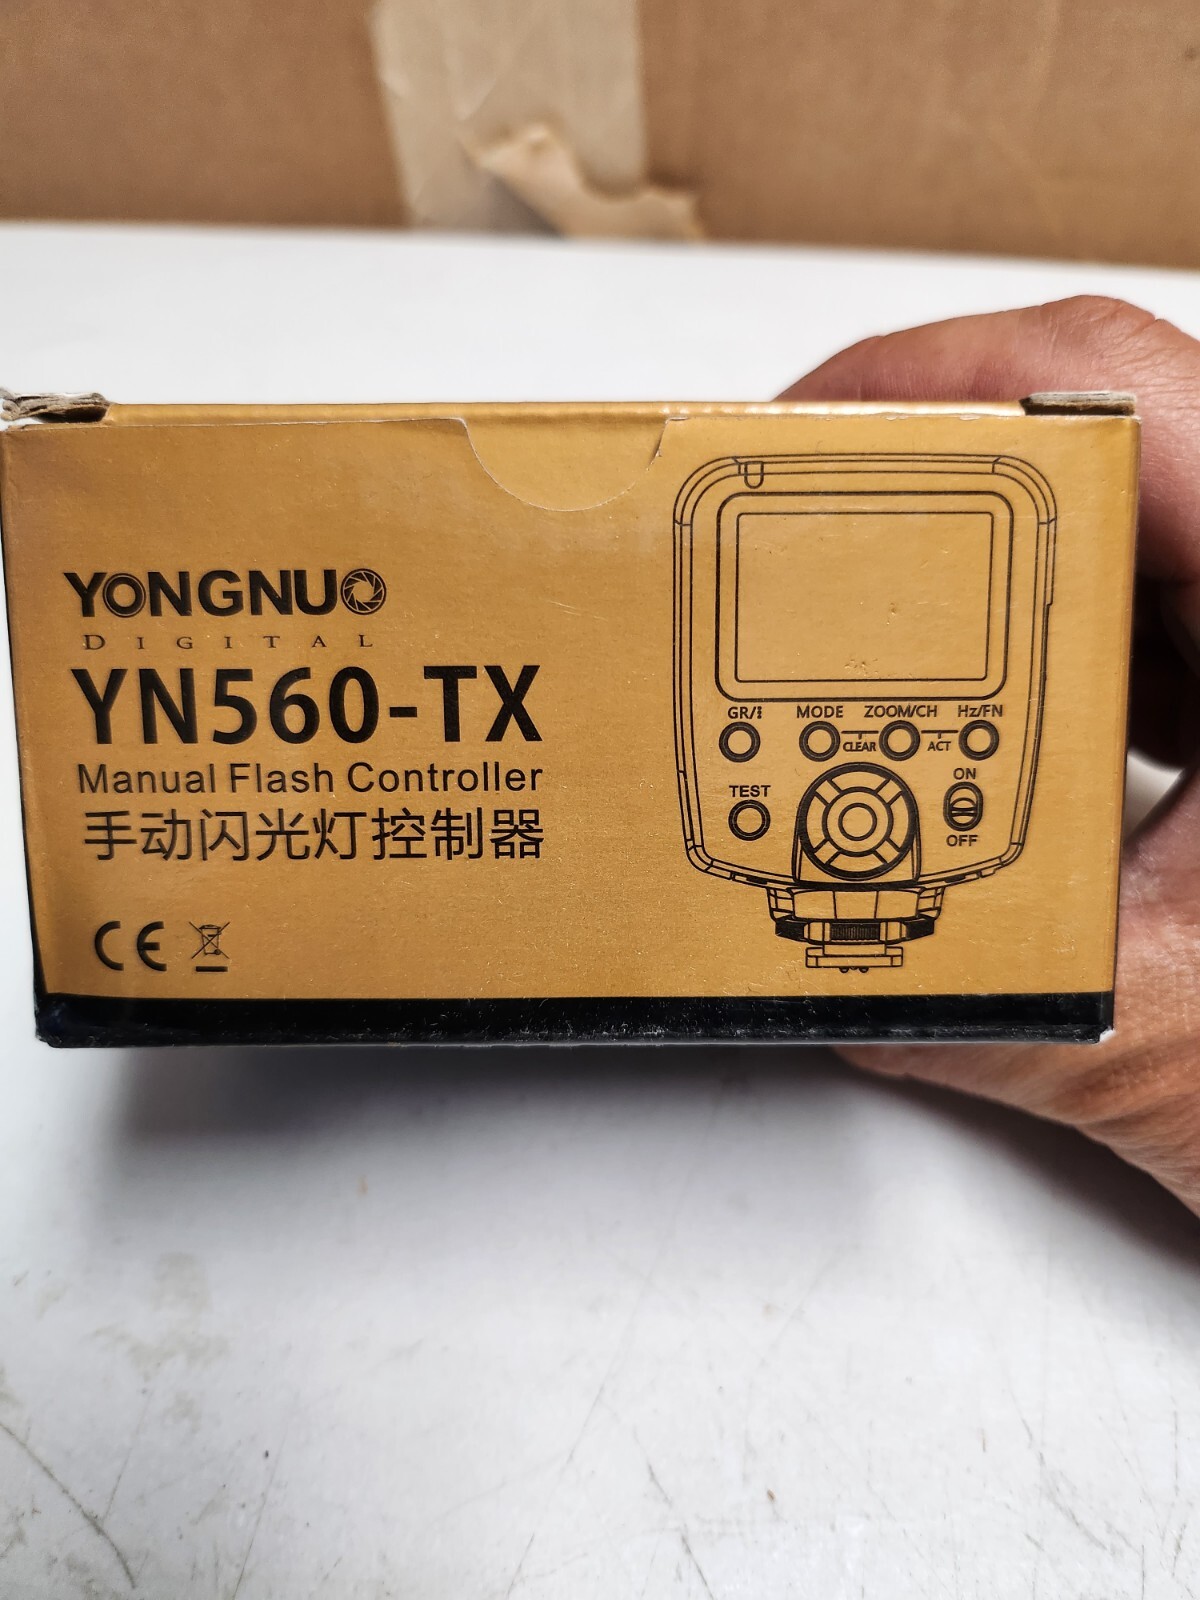 YONGNUO
DIGITAL
YN560-TX
Manual Flash Controller
手动闪光灯控制器
CE
GR/
MODE
ZOOM/CH
Hz/FN
CLEAR
ACT
TEST
ON
OFF